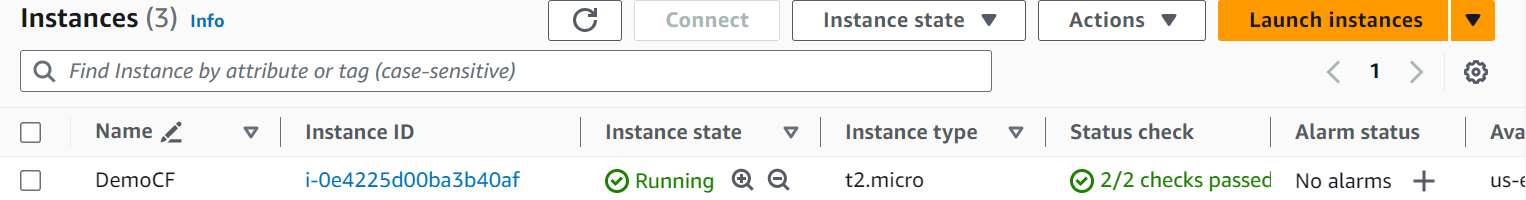 Instances (3) Info Connect Instance state Actions Launch instances
Find Instance by attribute or tag (case-sensitive) 1
Name Instance ID Instance state Instance type Status check Alarm status Ava
DemoCF i-0e4225d00ba3b40af Running t2.micro 2/2 checks passed No alarms us-e